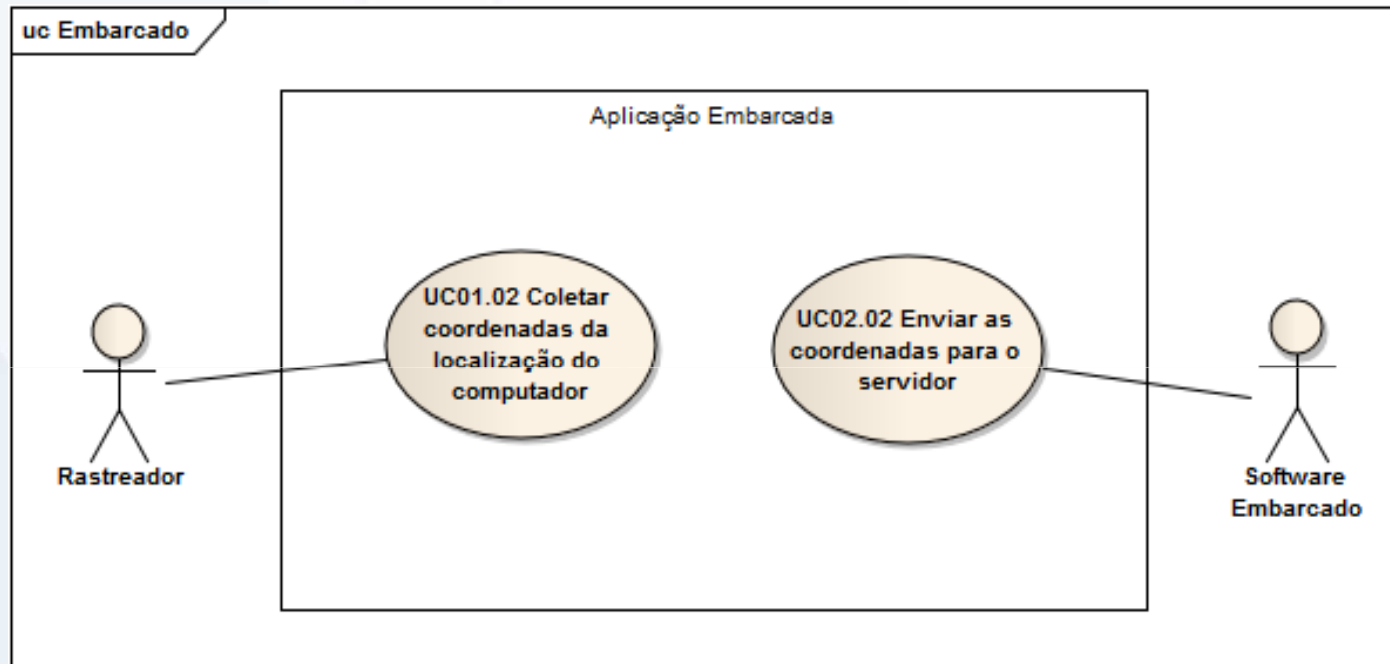 uc Embarcado
Aplicação Embarcada
UC01.02 Coletar
coordenadas da
localização do
computador
UC02.02 Enviar as
coordenadas para o
servidor
Rastreador
Software
Embarcado